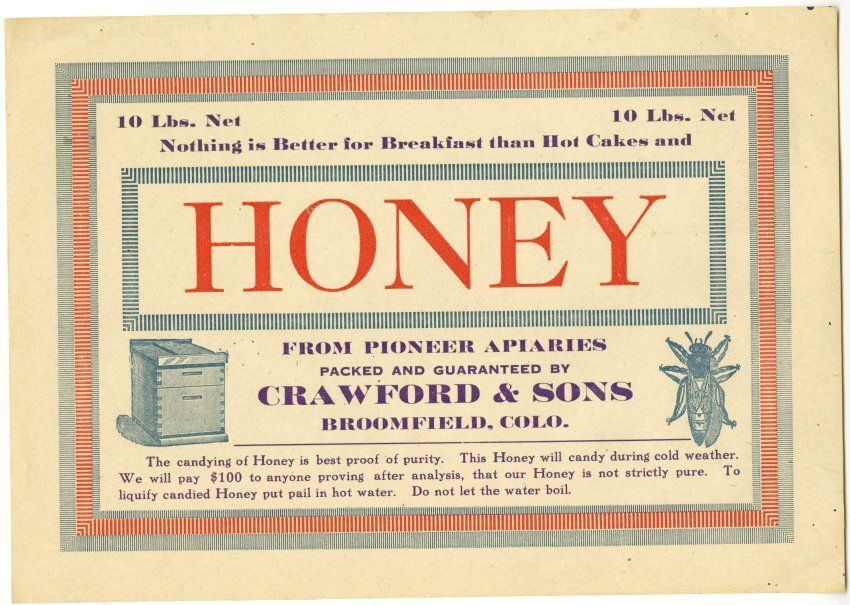 10 Lbs. Net 10 Lbs. Net
Nothing is Better for Breakfast than Hot Cakes and
HONEY
FROM PIONEER APIARIES
PACKED AND GUARANTEED BY
CRAWFORD & SONS
BROOMFIELD, COLO.
The candying of Honey is best proof of purity. This Honey will candy during cold weather.
We will pay $100 to anyone proving after analysis, that our Honey is not strictly pure. To
liquify candied Honey put pail in hot water. Do not let the water boil.